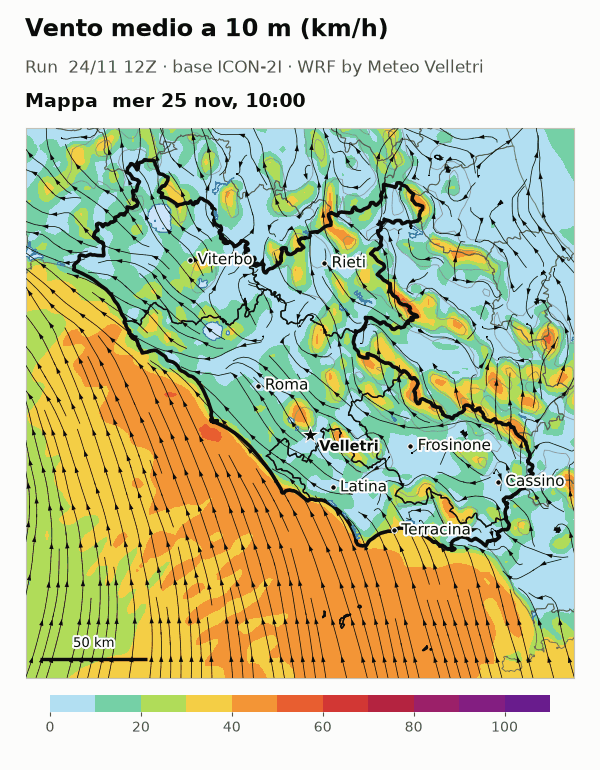 Vento medio a 10 m (km/h)
Run  24/11 12Z · base ICON-2I · WRF by Meteo Velletri
Mappa  mer 25 nov, 10:00
Viterbo
Rieti
Roma
Velletri
Frosinone
Cassino
Latina
Terracina
50 km
0 20 40 60 80 100